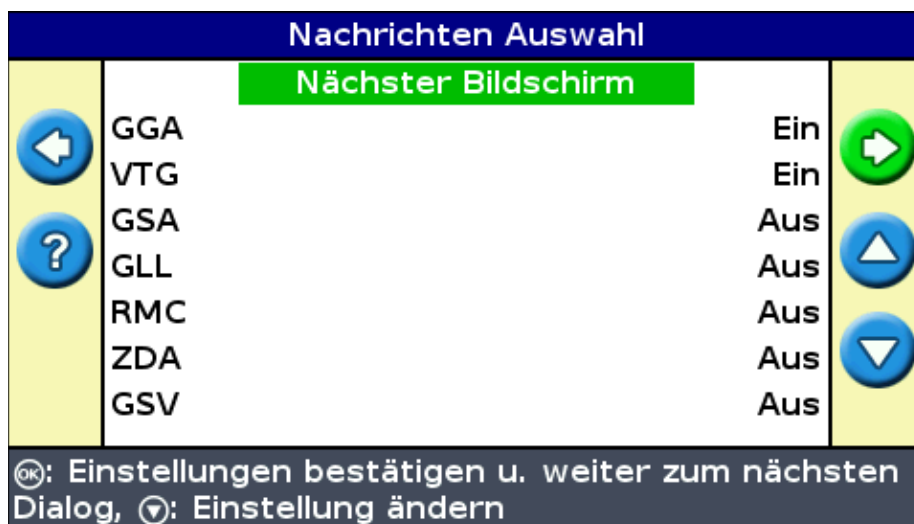 Nachrichten Auswahl
Nächster Bildschirm
GGA Ein
VTG Ein
GSA Aus
GLL Aus
RMC Aus
ZDA Aus
GSV Aus
?
OK: Einstellungen bestätigen u. weiter zum nächsten
Dialog, : Einstellung ändern